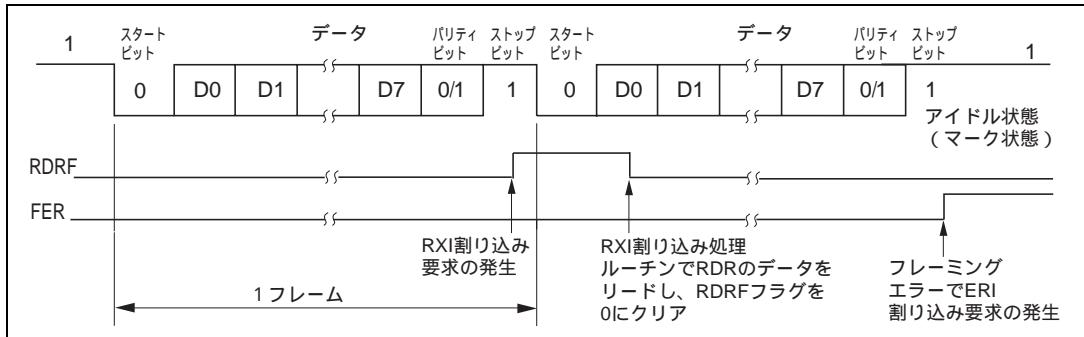 1 スタートビット データ パリティビット ストップビット スタートビット データ パリティビット ストップビット 1
0 D0 D1 D7 0/1 1 0 D0 D1 D7 0/1 1
アイドル状態
(マーク状態)
RDRF
FER
RXI割り込み
要求の発生
RXI割り込み処理
ルーチンでRDRのデータを
リードし、RDRFフラグを
0にクリア
フレーミング
エラーでERI
割り込み要求の発生
1フレーム